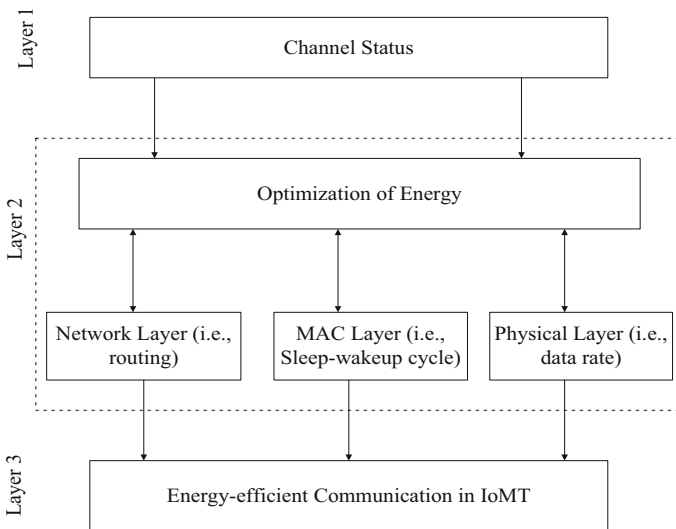 Layer 1
Channel Status
Layer 2
Optimization of Energy
Network Layer (i.e.,
routing)
MAC Layer (i.e.,
Sleep-wakeup cycle)
Physical Layer (i.e.,
data rate)
Layer 3
Energy-efficient Communication in IoMT